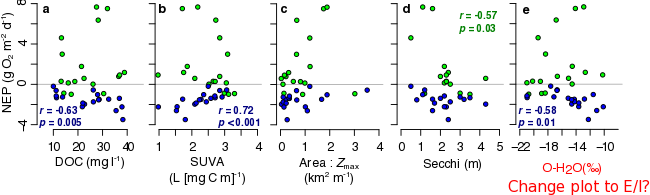 a b c d e
8
4
0
−4
NEP (g O₂ m⁻² d⁻¹)
r = -0.63
p = 0.005
r = 0.72
p <0.001
r = -0.57
p = 0.03
r = -0.58
p = 0.01
10 20 30 40
0 1 2 3 4
0 1 2 3 4
0 1 2 3 4 5
−22 −18 −14 −10
DOC (mg l⁻¹)
SUVA
(L [mg C m]⁻¹)
Area : Zmax
(km² m⁻¹)
Secchi (m)
O-H2O(‰)
Change plot to E/I?